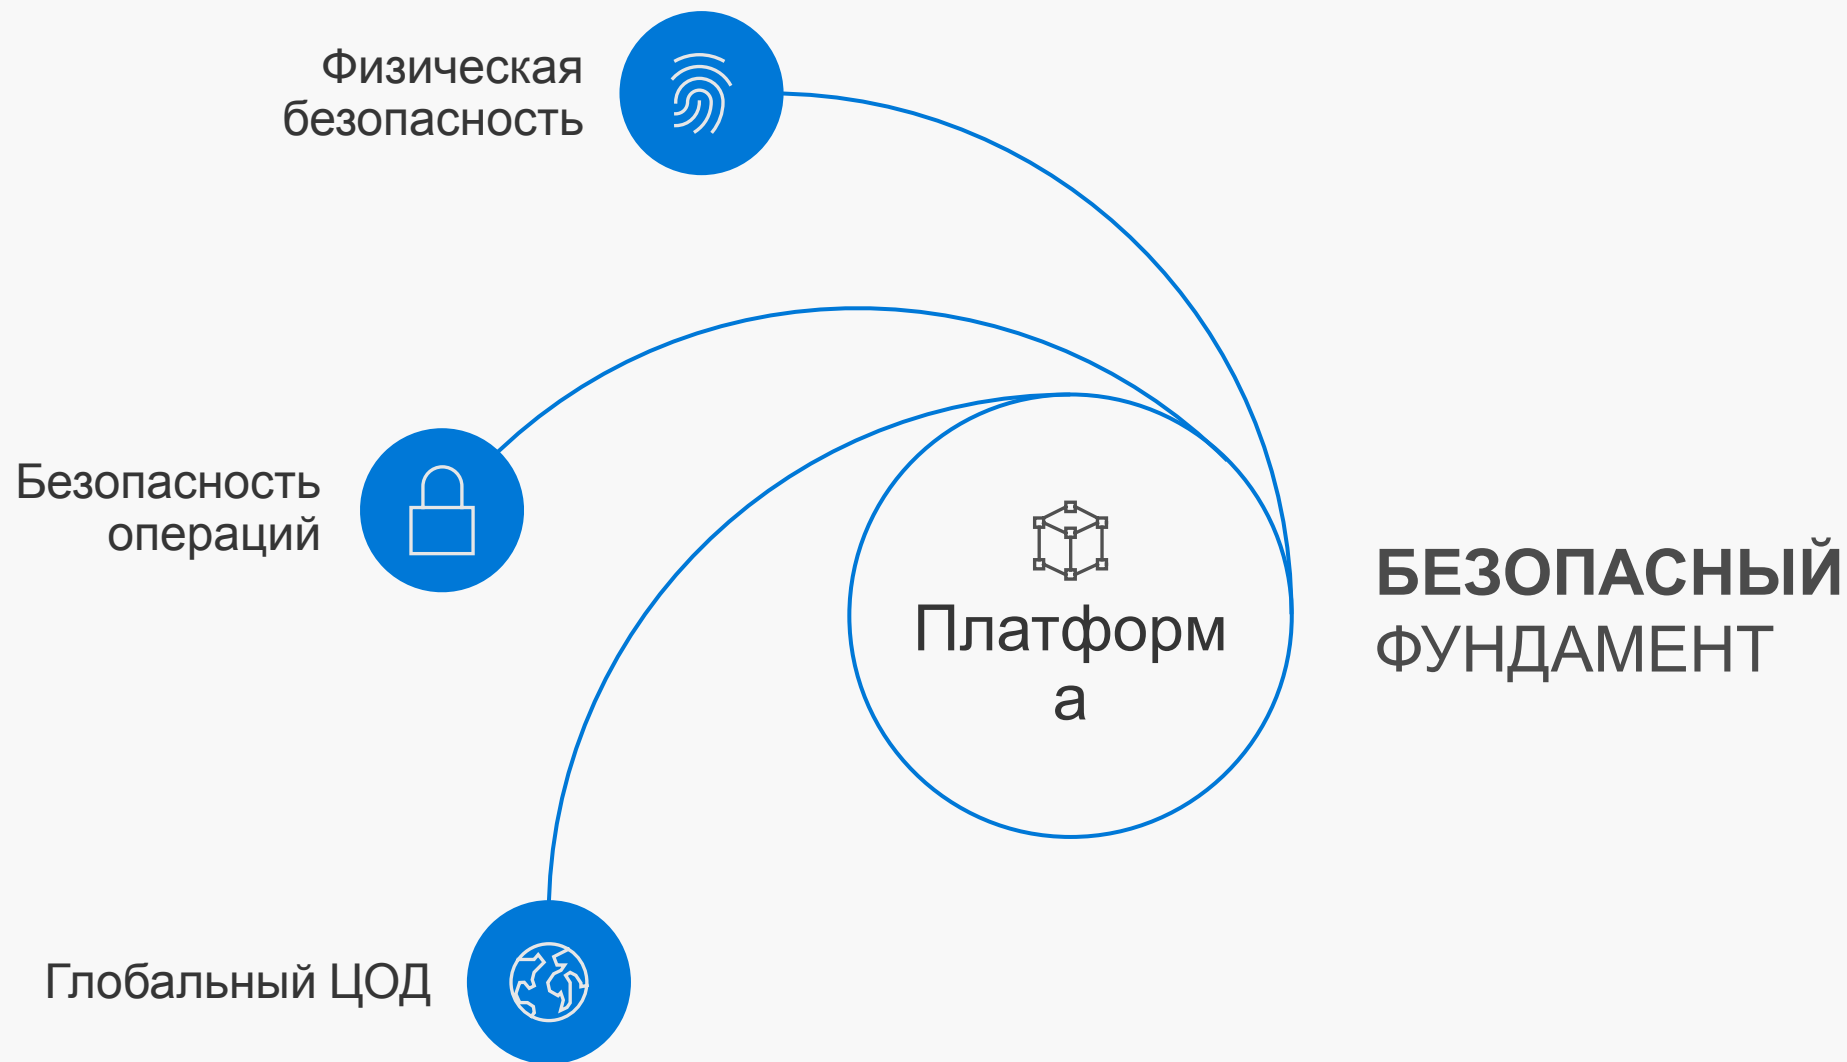 Физическая
безопасность
Безопасность
операций
Платформ
а
БЕЗОПАСНЫЙ
ФУНДАМЕНТ
Глобальный ЦОД